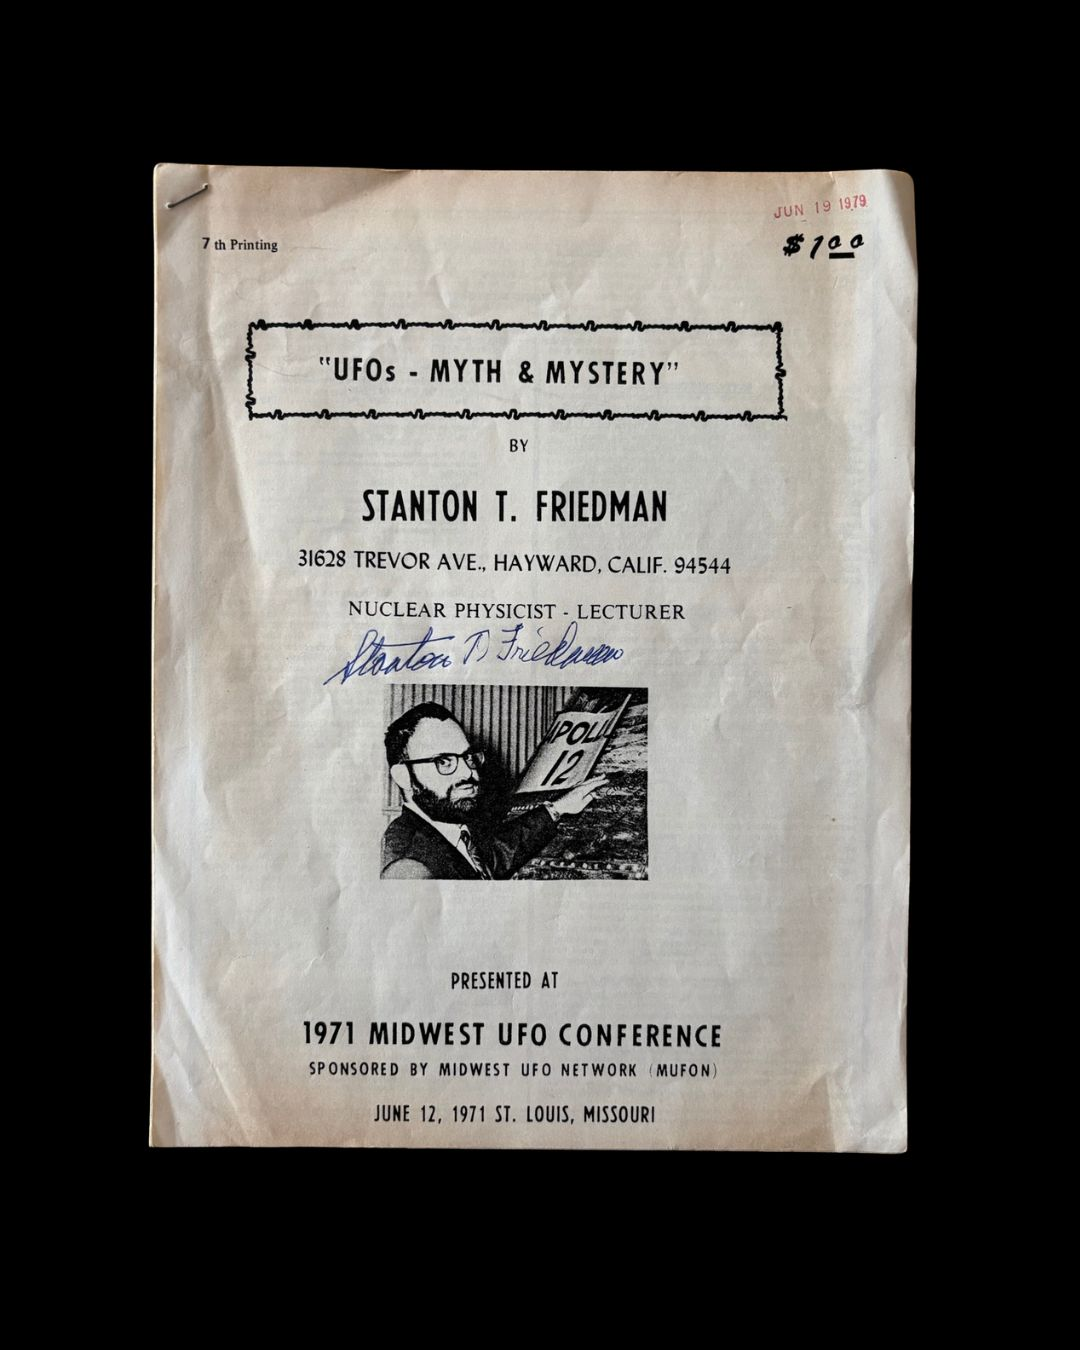 JUN 19 1979
7 th Printing
$1.00
"UFOs - MYTH & MYSTERY"
BY
STANTON T. FRIEDMAN
31628 TREVOR AVE., HAYWARD, CALIF. 94544
NUCLEAR PHYSICIST - LECTURER
Stanton T. Friedman
APOLL
12
PRESENTED AT
1971 MIDWEST UFO CONFERENCE
SPONSORED BY MIDWEST UFO NETWORK (MUFON)
JUNE 12, 1971 ST. LOUIS, MISSOURI